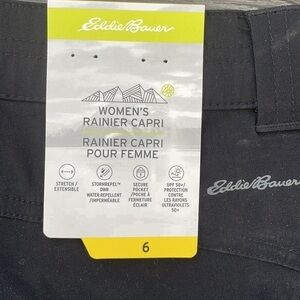 Eddie Bauer
WOMEN'S
RAINIER CAPRI
RAINIER CAPRI
POUR FEMME
STRETCH /
EXTENSIBLE
STORMREPEL™
DWR
WATER REPELLENT
/IMPERMÉABLE
SECURE
POCKET
/POCHE À
FERMETURE
ÉCLAIR
UPF 50+/
PROTECTION
CONTRE
LES RAYONS
ULTRAVIOLETS
50+
Eddie Bauer
6